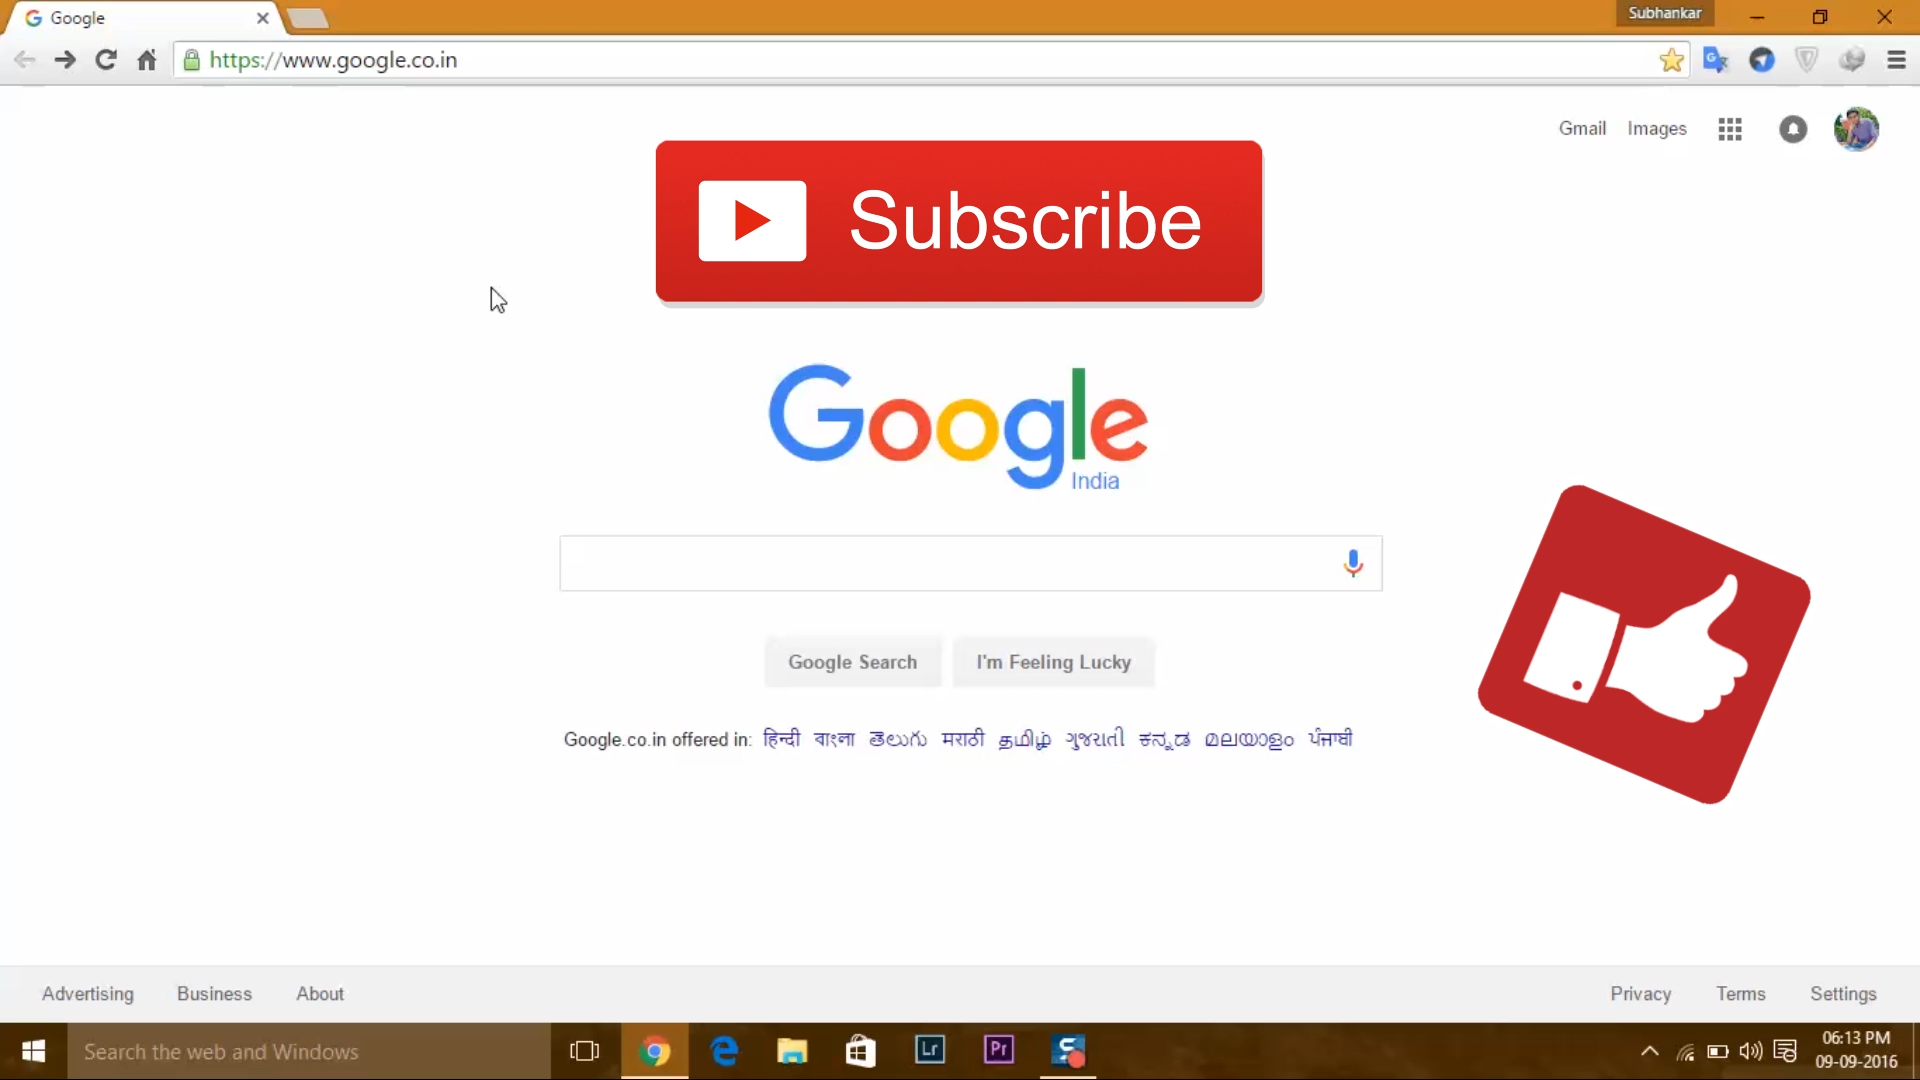 Google
Subhankar
https://www.google.co.in
Gmail Images
Subscribe
Google
India
Google Search I'm Feeling Lucky
Google.co.in offered in: हिन्दी বাংলা తెలుగు मराठी தமிழ் ગુજરાતી ಕನ್ನಡ മലയാളം ਪੰਜਾਬੀ
Advertising Business About Privacy Terms Settings
Search the web and Windows
Lr Pr
06:13 PM
09-09-2016